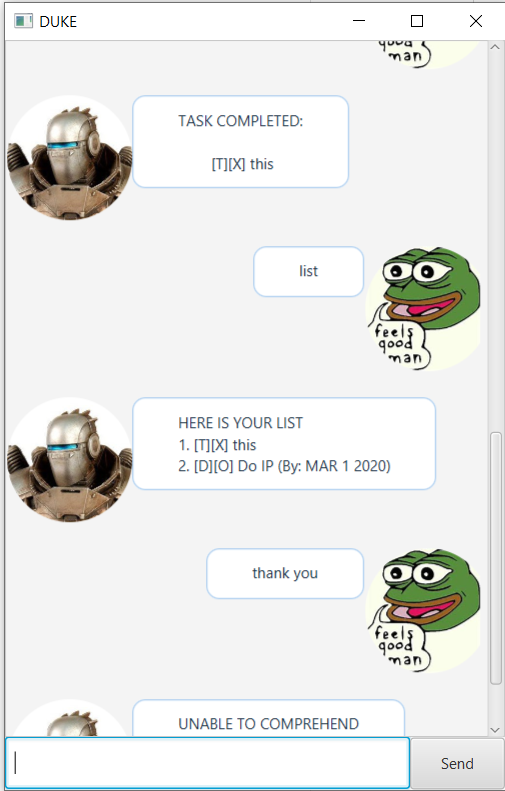 DUKE
good
man
TASK COMPLETED:
[T][X] this
list
feels
good
man
HERE IS YOUR LIST
1. [T][X] this
2. [D][O] Do IP (By: MAR 1 2020)
thank you
feels
good
man
UNABLE TO COMPREHEND
Send